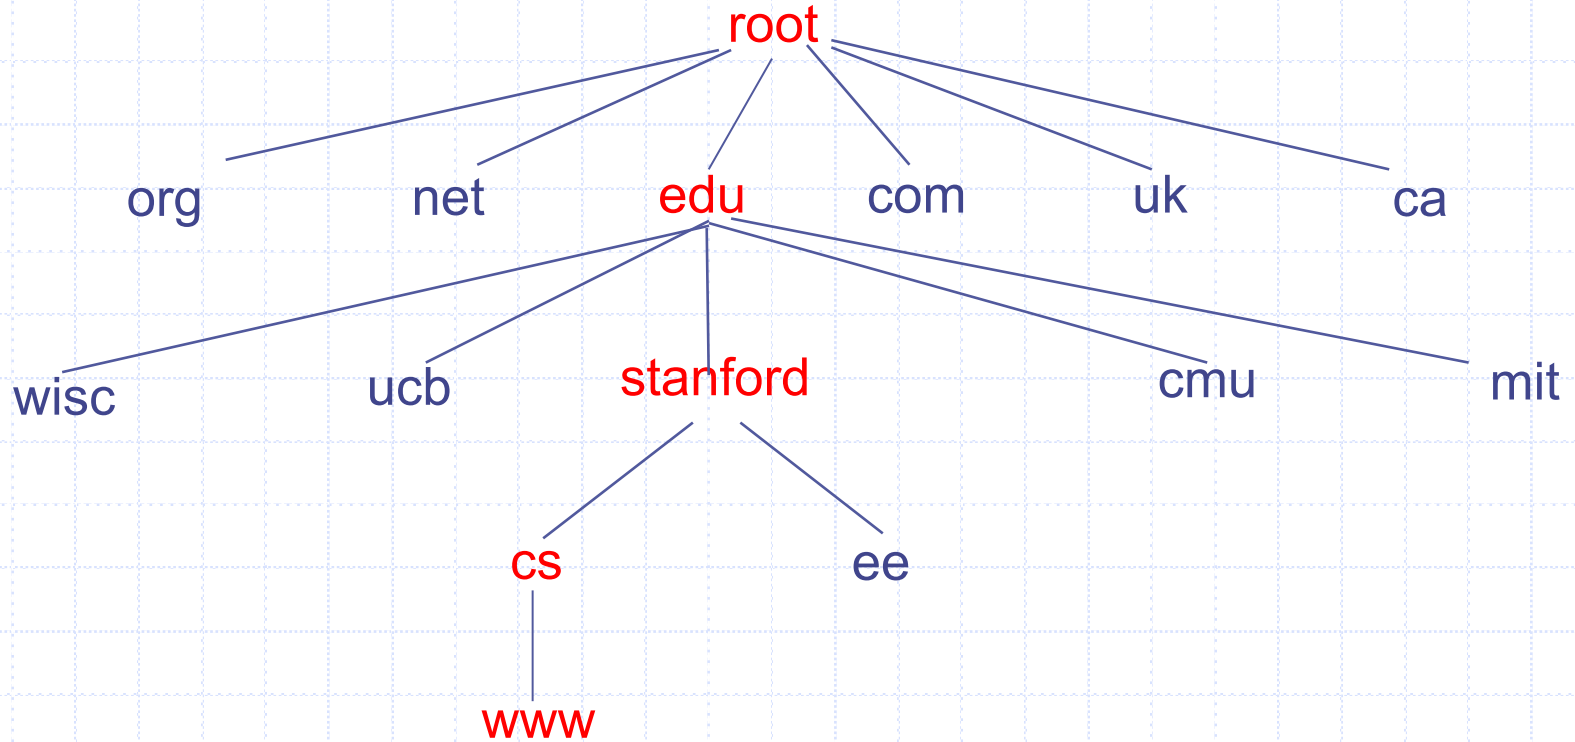 root
org net edu com uk ca
wisc ucb stanford cmu mit
cs ee
www